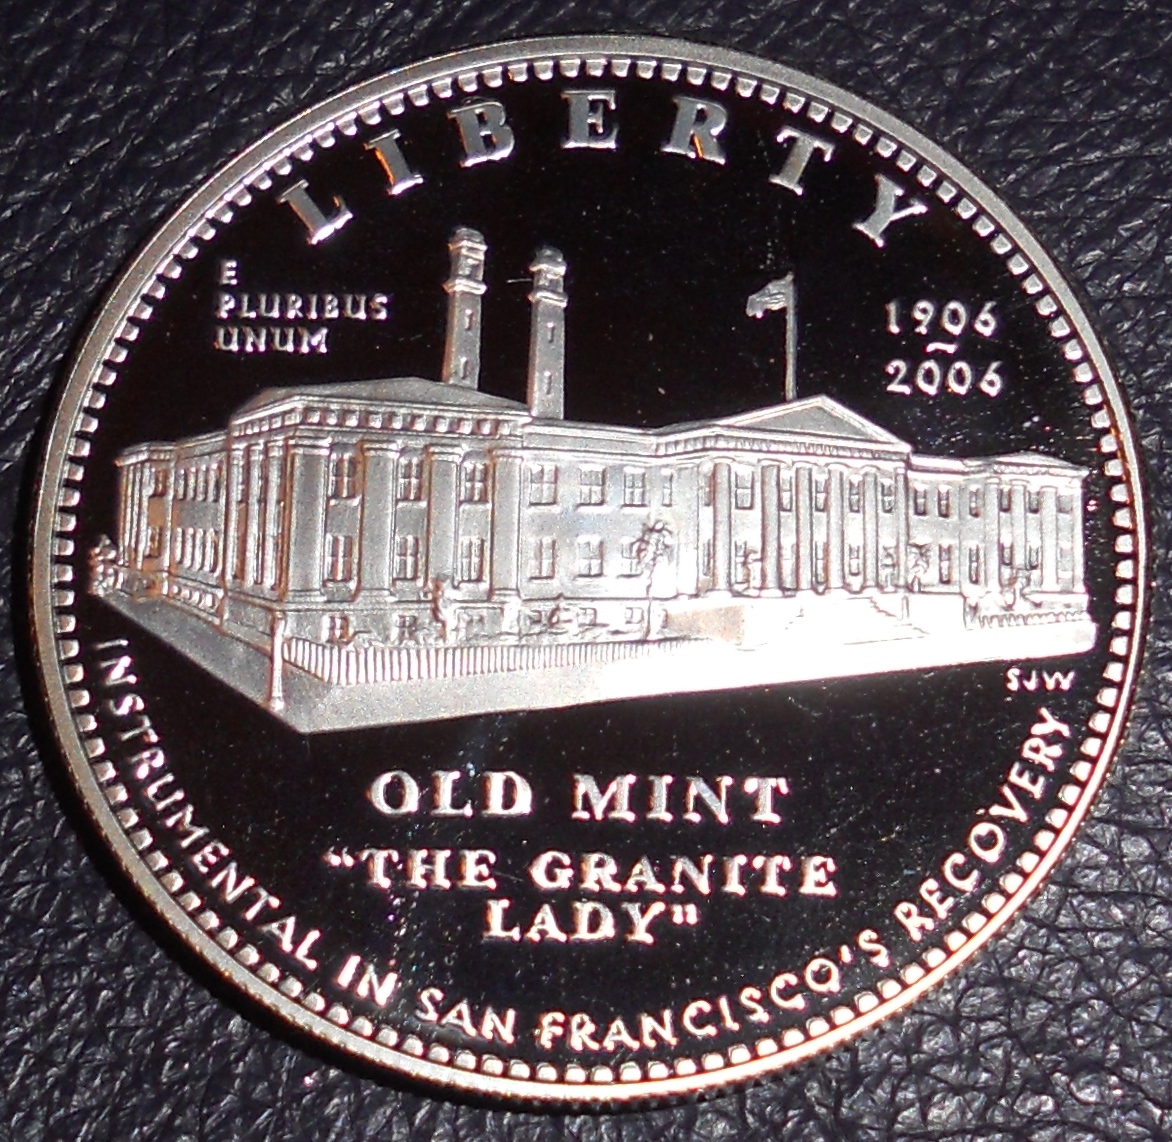 LIBERTY
E
PLURIBUS
UNUM
1906
~
2006
SJW
OLD MINT
“THE GRANITE
LADY”
INSTRUMENTAL IN SAN FRANCISCO'S RECOVERY